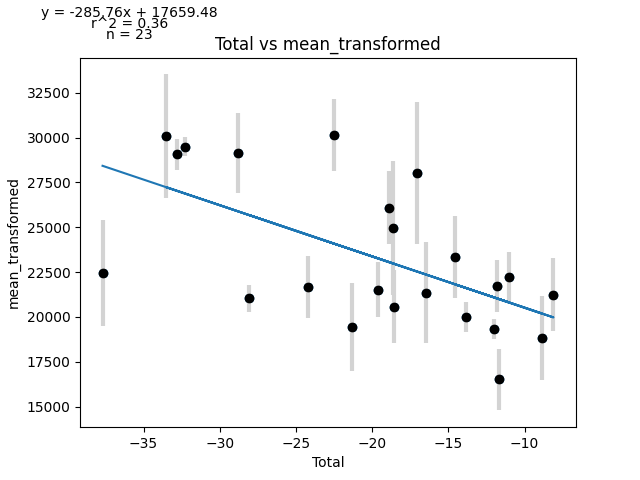 y = -285.76x + 17659.48
r^2 = 0.36
n = 23
Total vs mean_transformed
32500
30000
27500
25000
22500
20000
17500
15000
mean_transformed
−35
−30
−25
−20
−15
−10
Total